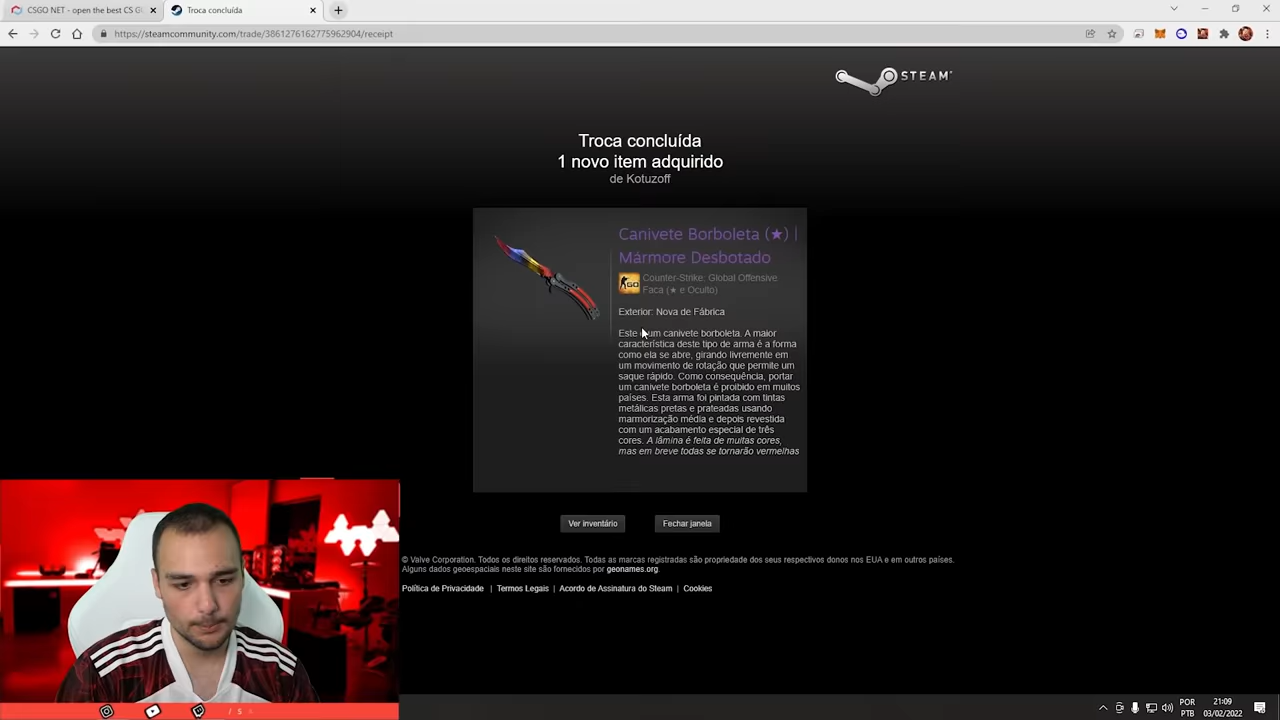 CSGO NET - open the best CS G
Troca concluída
https://steamcommunity.com/trade/3861276162775962904/receipt
STEAM
Troca concluída
1 novo item adquirido
de Kotuzoff
Canivete Borboleta (★) |
Mármore Desbotado
Counter-Strike: Global Offensive
Faca (★ e Oculto)
Exterior: Nova de Fábrica
Este é um canivete borboleta. A maior
característica deste tipo de arma é a forma
como ela se abre, girando livremente em
um movimento de rotação que permite um
saque rápido. Como consequência, portar
um canivete borboleta é proibido em muitos
países. Esta arma foi pintada com tintas
metálicas pretas e prateadas usando
marmorização média e depois revestida
com um acabamento especial de três
cores. A lâmina é feita de muitas cores,
mas em breve todas se tornarão vermelhas
Ver inventário
Fechar janela
© Valve Corporation. Todos os direitos reservados. Todas as marcas registradas são propriedade dos seus respectivos donos nos EUA e em outros países.
Alguns dados geoespaciais neste site são fornecidos por geonames.org.
Política de Privacidade | Termos Legais | Acordo de Assinatura do Steam | Cookies
POR
PTB
21:09
03/02/2022